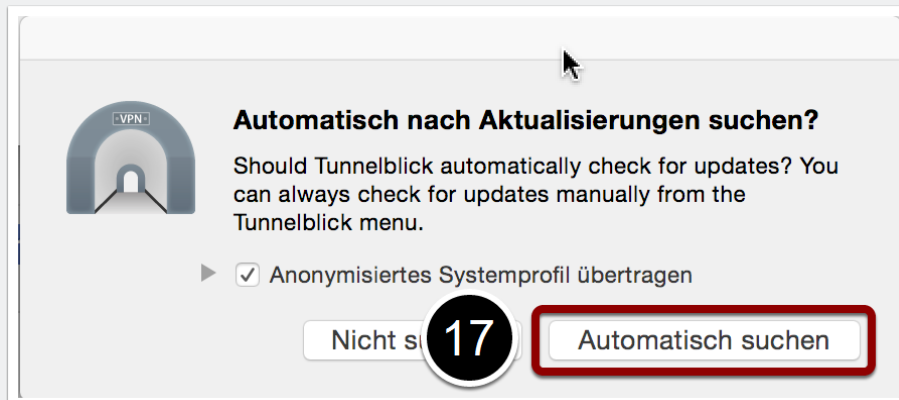 -VPN-
Automatisch nach Aktualisierungen suchen?
Should Tunnelblick automatically check for updates? You
can always check for updates manually from the
Tunnelblick menu.
Anonymisiertes Systemprofil übertragen
Nicht 17 Automatisch suchen